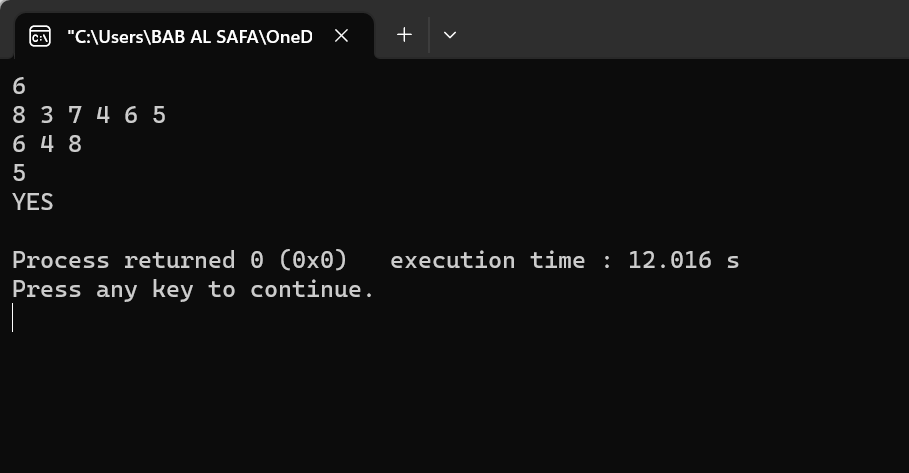 "C:\Users\BAB AL SAFA\OneD
6
8 3 7 4 6 5
6 4 8
5
YES
Process returned 0 (0x0)   execution time : 12.016 s
Press any key to continue.